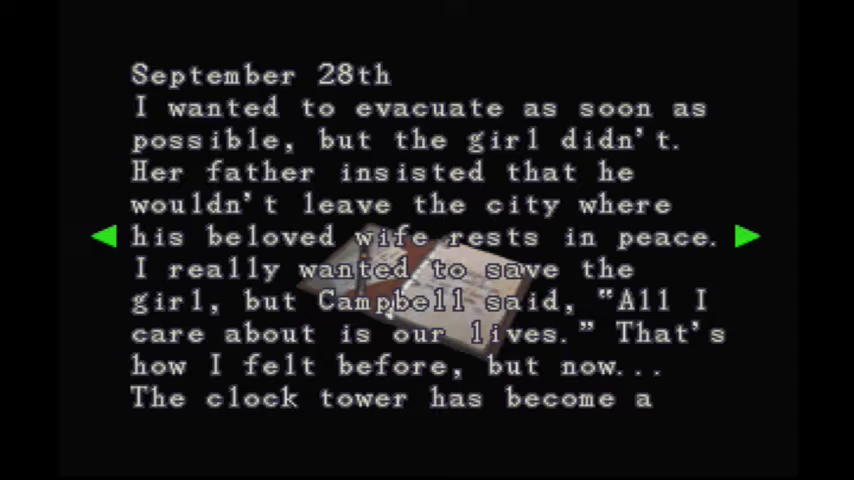 September 28th
I wanted to evacuate as soon as
possible, but the girl didn't.
Her father insisted that he
wouldn't leave the city where
his beloved wife rests in peace.
I really wanted to save the
girl, but Campbell said, "All I
care about is our lives." That's
how I felt before, but now...
The clock tower has become a